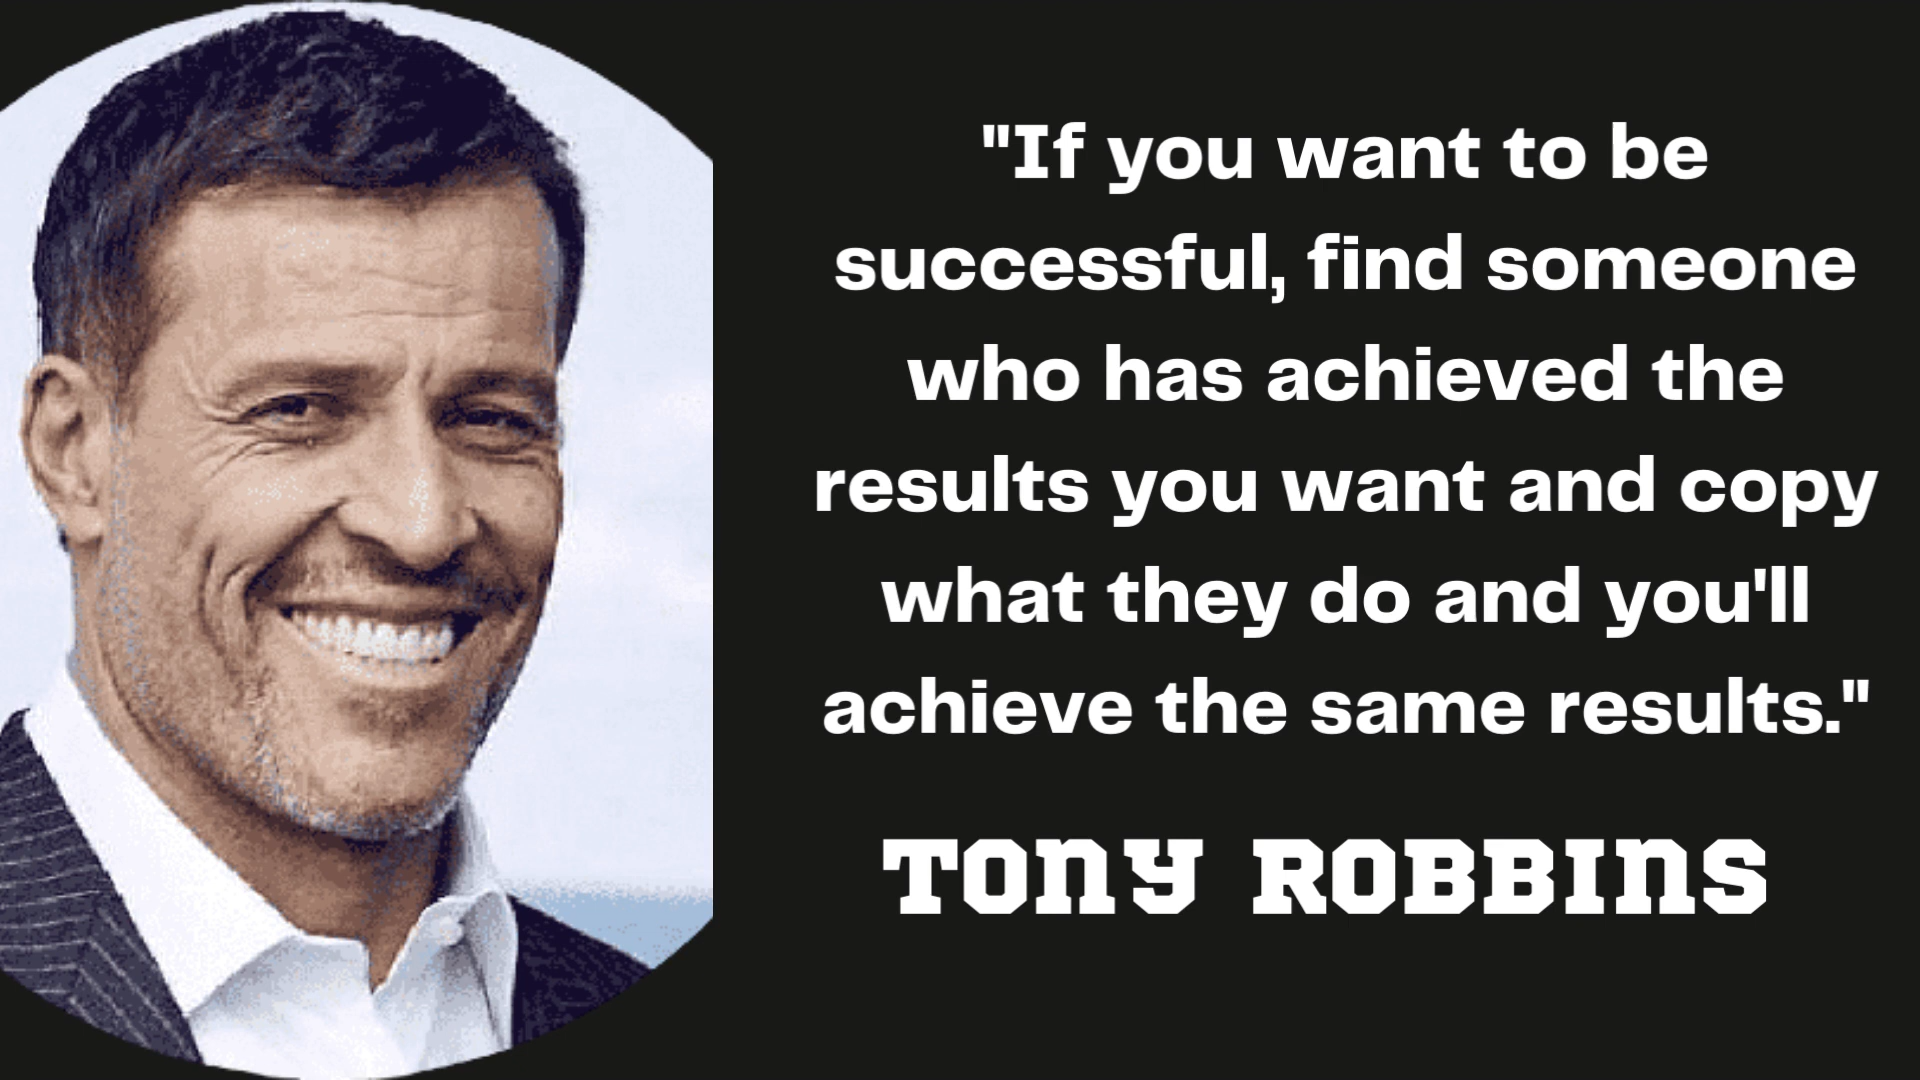 "If you want to be
successful, find someone
who has achieved the
results you want and copy
what they do and you'll
achieve the same results."
TONY ROBBINS